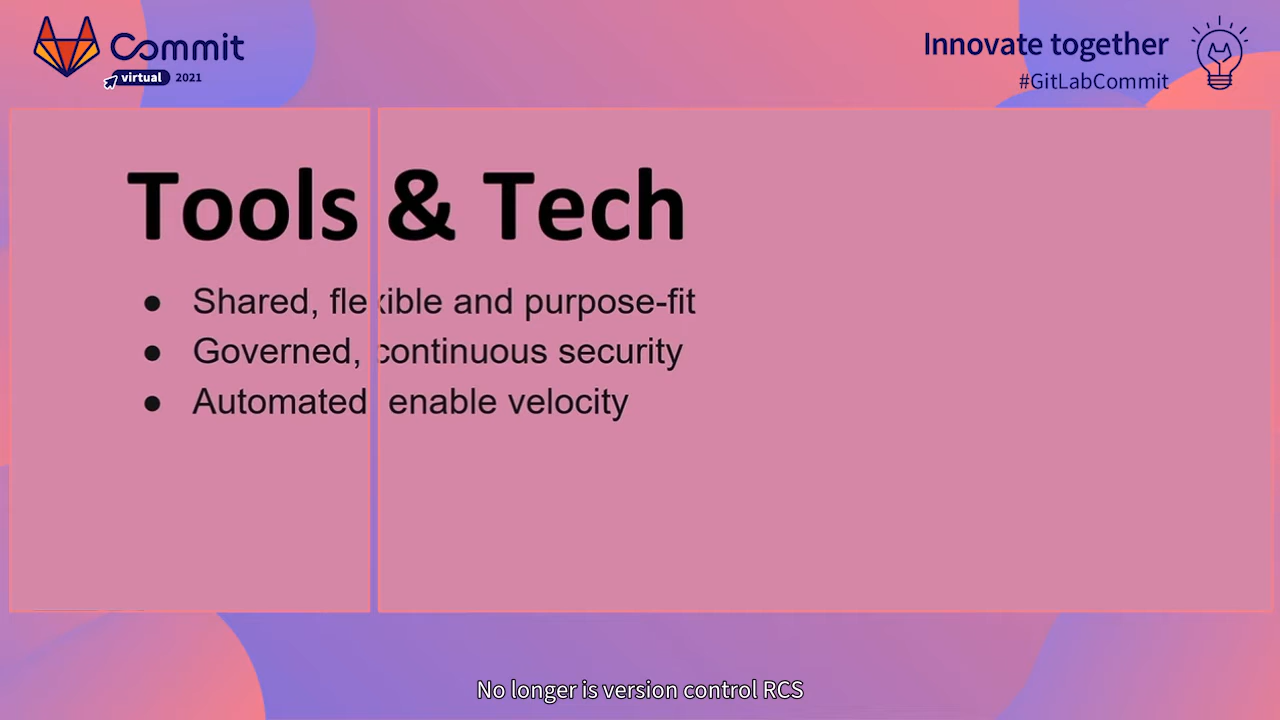 Commit
virtual 2021
Innovate together
#GitLabCommit
Tools & Tech
● Shared, flexible and purpose-fit
● Governed, continuous security
● Automated enable velocity
No longer is version control RCS